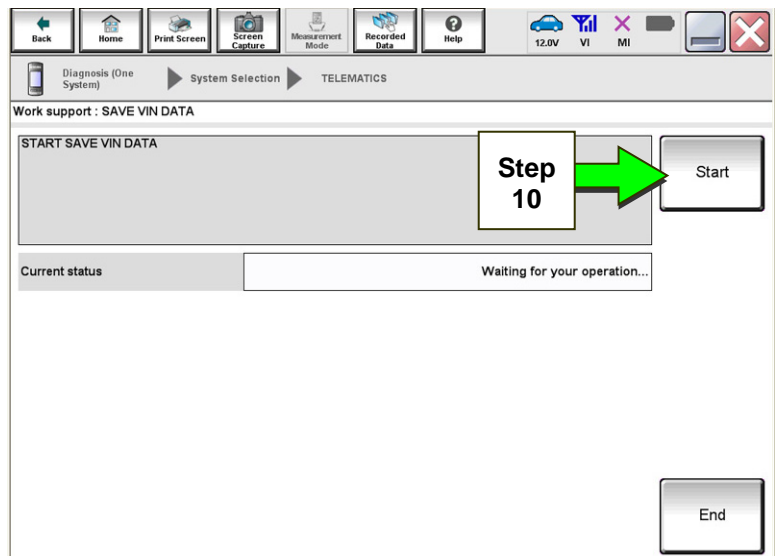 Back
Home
Print Screen
Screen
Capture
Measurement
Mode
Recorded
Data
Help
12.0V
VI
MI
Diagnosis (One
System)
System Selection
TELEMATICS
Work support : SAVE VIN DATA
START SAVE VIN DATA
Step
10
Start
Current status
Waiting for your operation...
End